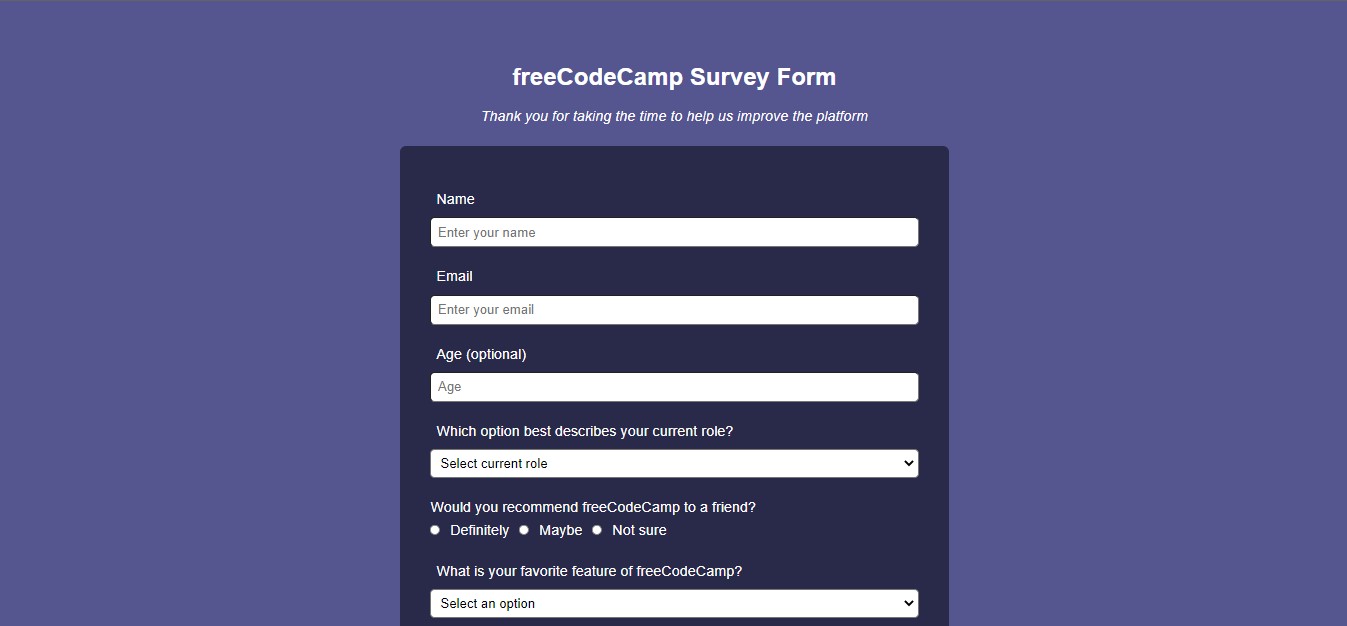 freeCodeCamp Survey Form
Thank you for taking the time to help us improve the platform
Name
Enter your name
Email
Enter your email
Age (optional)
Age
Which option best describes your current role?
Select current role
Would you recommend freeCodeCamp to a friend?
Definitely Maybe Not sure
What is your favorite feature of freeCodeCamp?
Select an option